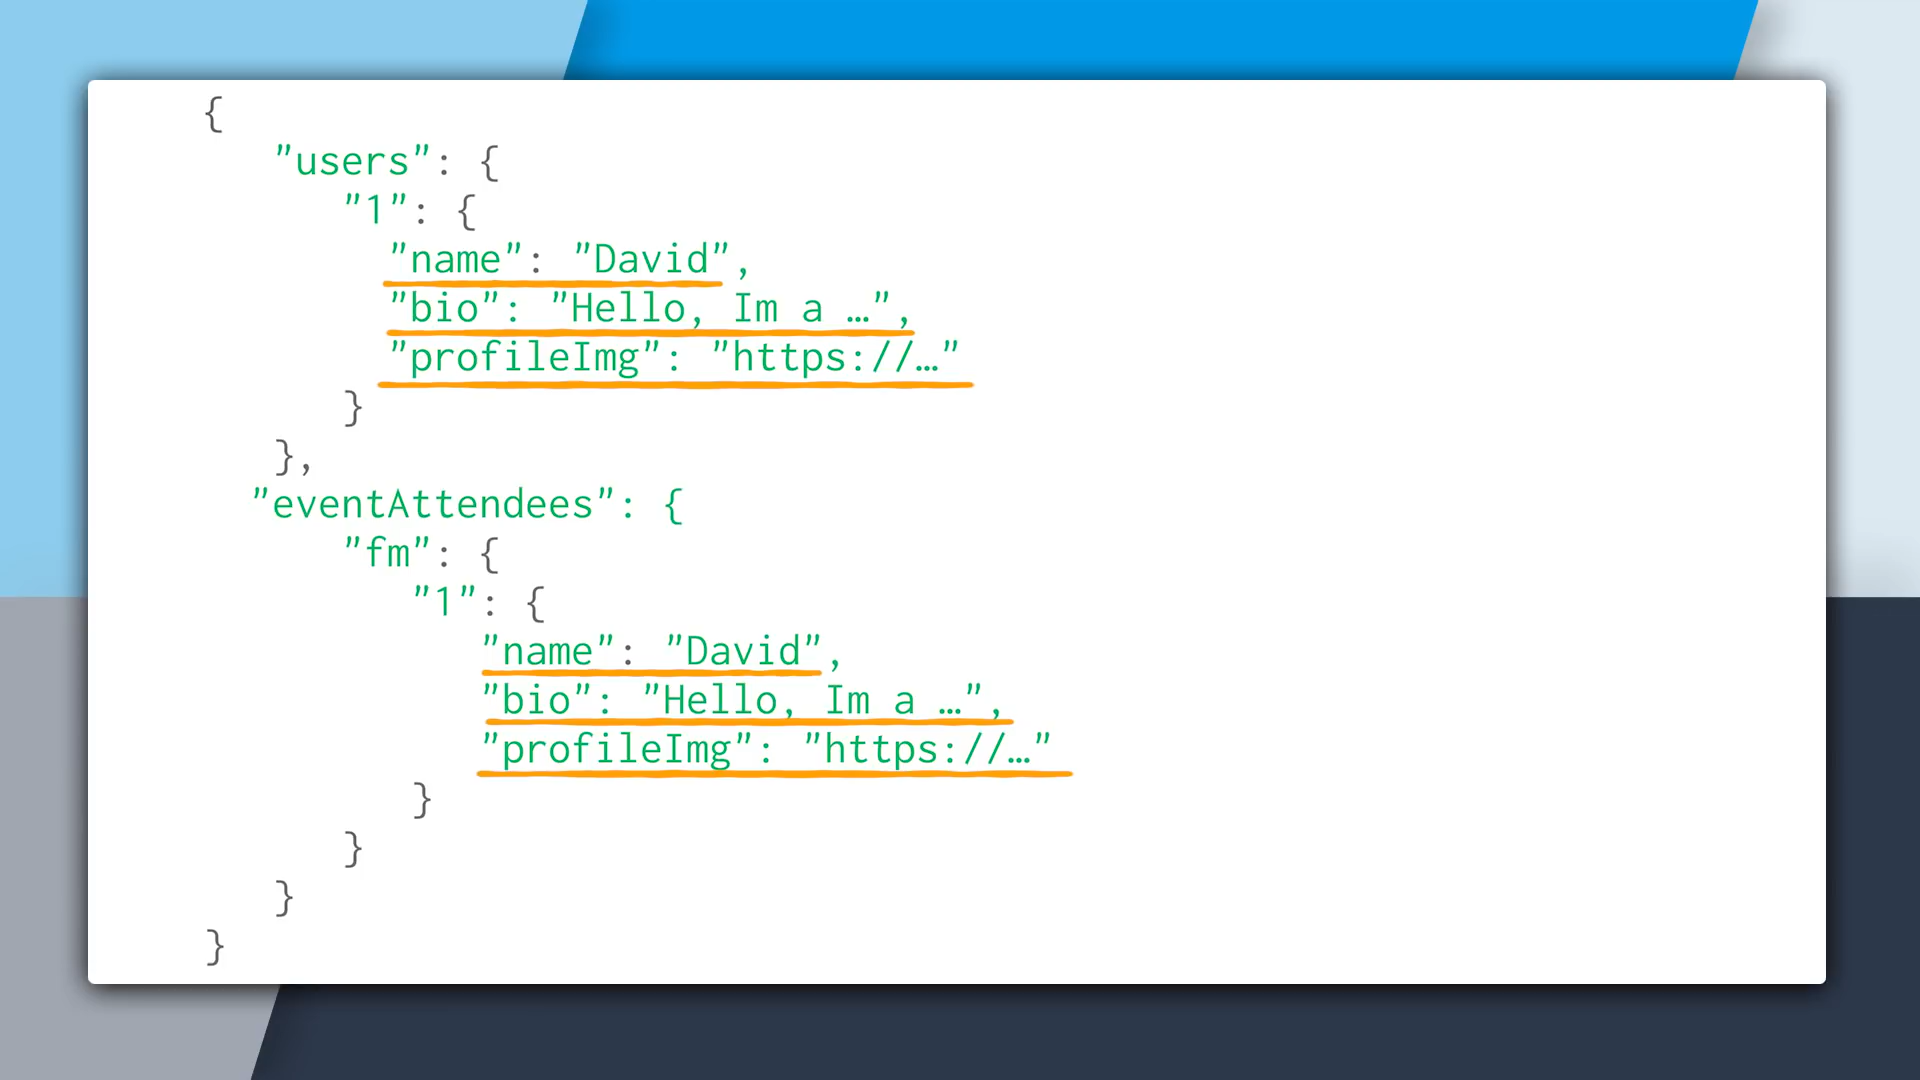 {
"users": {
"1": {
"name": "David",
"bio": "Hello, Im a …",
"profileImg": "https://…"
}
},
"eventAttendees": {
"fm": {
"1": {
"name": "David",
"bio": "Hello, Im a …",
"profileImg": "https://…"
}
}
}
}